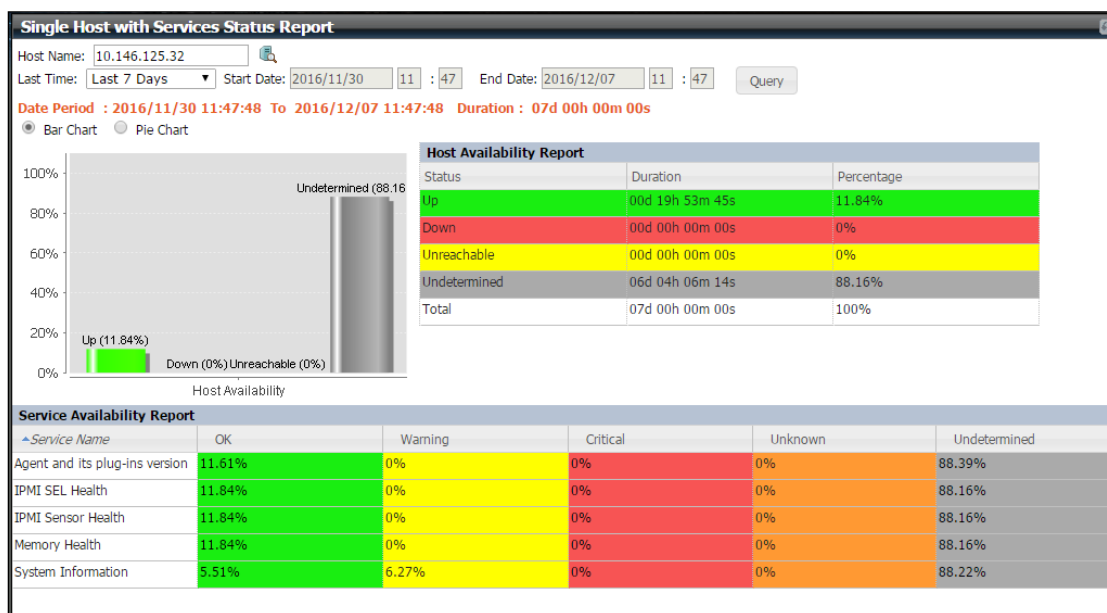 Single Host with Services Status Report
Host Name: 10.146.125.32
Last Time: Last 7 Days Start Date: 2016/11/30 11 : 47 End Date: 2016/12/07 11 : 47 Query
Date Period : 2016/11/30 11:47:48 To 2016/12/07 11:47:48 Duration : 07d 00h 00m 00s
Bar Chart Pie Chart
100%
80%
60%
40%
20%
0%
Undetermined (88.16
Up (11.84%)
Down (0%) Unreachable (0%)
Host Availability
Host Availability Report
Status Duration Percentage
Up 00d 19h 53m 45s 11.84%
Down 00d 00h 00m 00s 0%
Unreachable 00d 00h 00m 00s 0%
Undetermined 06d 04h 06m 14s 88.16%
Total 07d 00h 00m 00s 100%
Service Availability Report
Service Name OK Warning Critical Unknown Undetermined
Agent and its plug-ins version 11.61% 0% 0% 0% 88.39%
IPMI SEL Health 11.84% 0% 0% 0% 88.16%
IPMI Sensor Health 11.84% 0% 0% 0% 88.16%
Memory Health 11.84% 0% 0% 0% 88.16%
System Information 5.51% 6.27% 0% 0% 88.22%